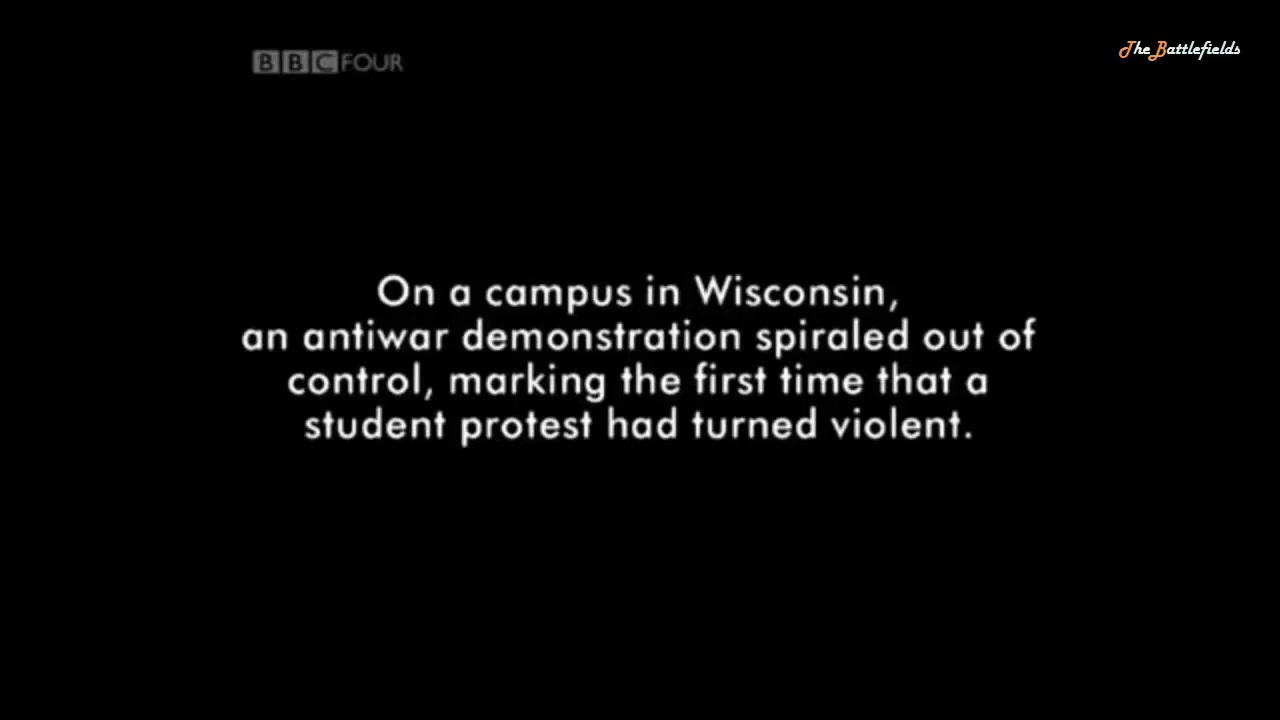 BBC FOUR
The Battlefields
On a campus in Wisconsin,
an antiwar demonstration spiraled out of
control, marking the first time that a
student protest had turned violent.